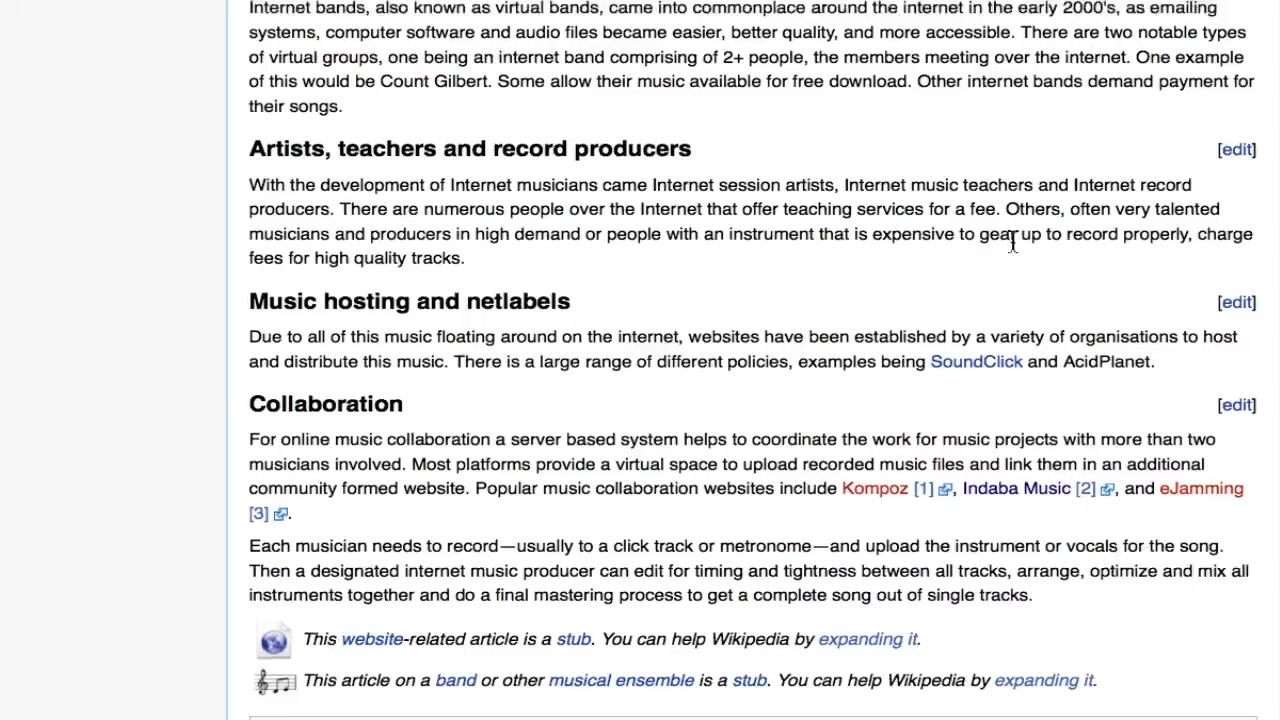 Internet bands, also known as virtual bands, came into commonplace around the internet in the early 2000's, as emailing
systems, computer software and audio files became easier, better quality, and more accessible. There are two notable types
of virtual groups, one being an internet band comprising of 2+ people, the members meeting over the internet. One example
of this would be Count Gilbert. Some allow their music available for free download. Other internet bands demand payment for
their songs.
Artists, teachers and record producers [edit]
With the development of Internet musicians came Internet session artists, Internet music teachers and Internet record
producers. There are numerous people over the Internet that offer teaching services for a fee. Others, often very talented
musicians and producers in high demand or people with an instrument that is expensive to gear up to record properly, charge
fees for high quality tracks.
Music hosting and netlabels [edit]
Due to all of this music floating around on the internet, websites have been established by a variety of organisations to host
and distribute this music. There is a large range of different policies, examples being SoundClick and AcidPlanet.
Collaboration [edit]
For online music collaboration a server based system helps to coordinate the work for music projects with more than two
musicians involved. Most platforms provide a virtual space to upload recorded music files and link them in an additional
community formed website. Popular music collaboration websites include Kompoz [1], Indaba Music [2], and eJamming
[3].
Each musician needs to record—usually to a click track or metronome—and upload the instrument or vocals for the song.
Then a designated internet music producer can edit for timing and tightness between all tracks, arrange, optimize and mix all
instruments together and do a final mastering process to get a complete song out of single tracks.
This website-related article is a stub. You can help Wikipedia by expanding it.
This article on a band or other musical ensemble is a stub. You can help Wikipedia by expanding it.